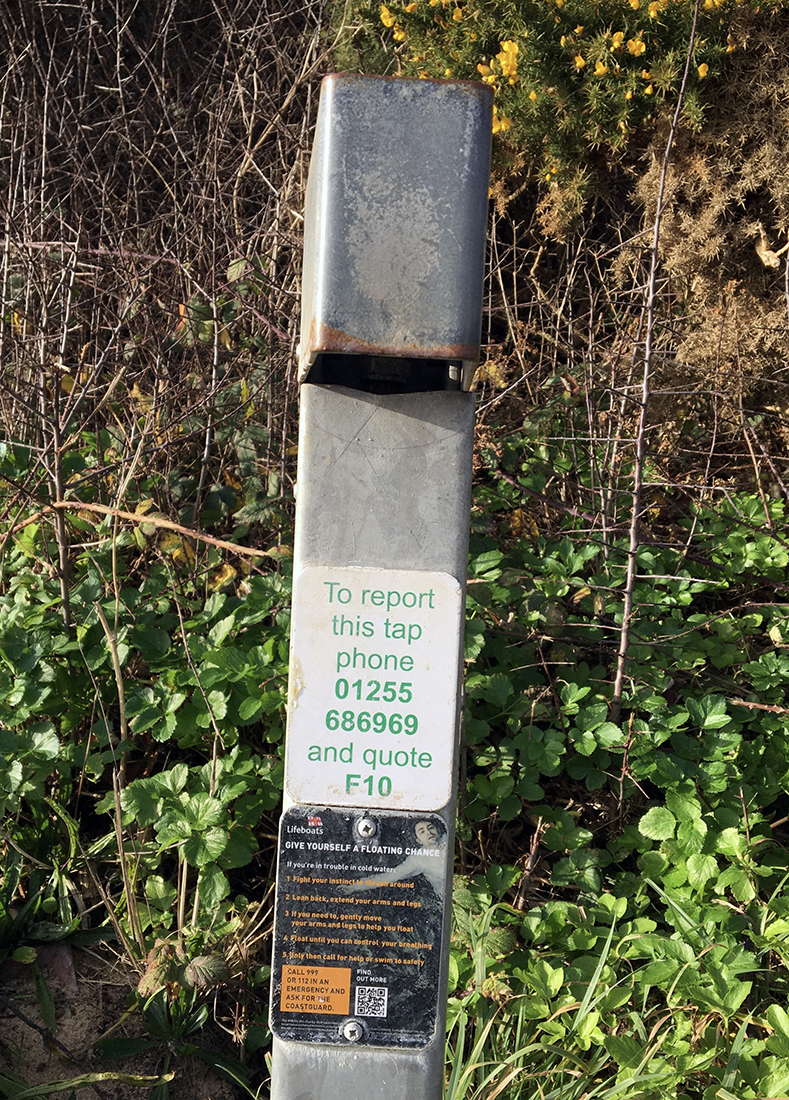 To report
this tap
phone
01255
686969
and quote
F10
Lifeboats
GIVE YOURSELF A FLOATING CHANCE
If you're in trouble in cold water:
1 Fight your instinct to thrash around
2 Lean back, extend your arms and legs
3 If you need to, gently move
your arms and legs to help you float
4 Float until you can control your breathing
5 Only then call for help or swim to safety
CALL 999
OR 112 IN AN
EMERGENCY AND
ASK FOR THE
COASTGUARD.
FIND
OUT MORE